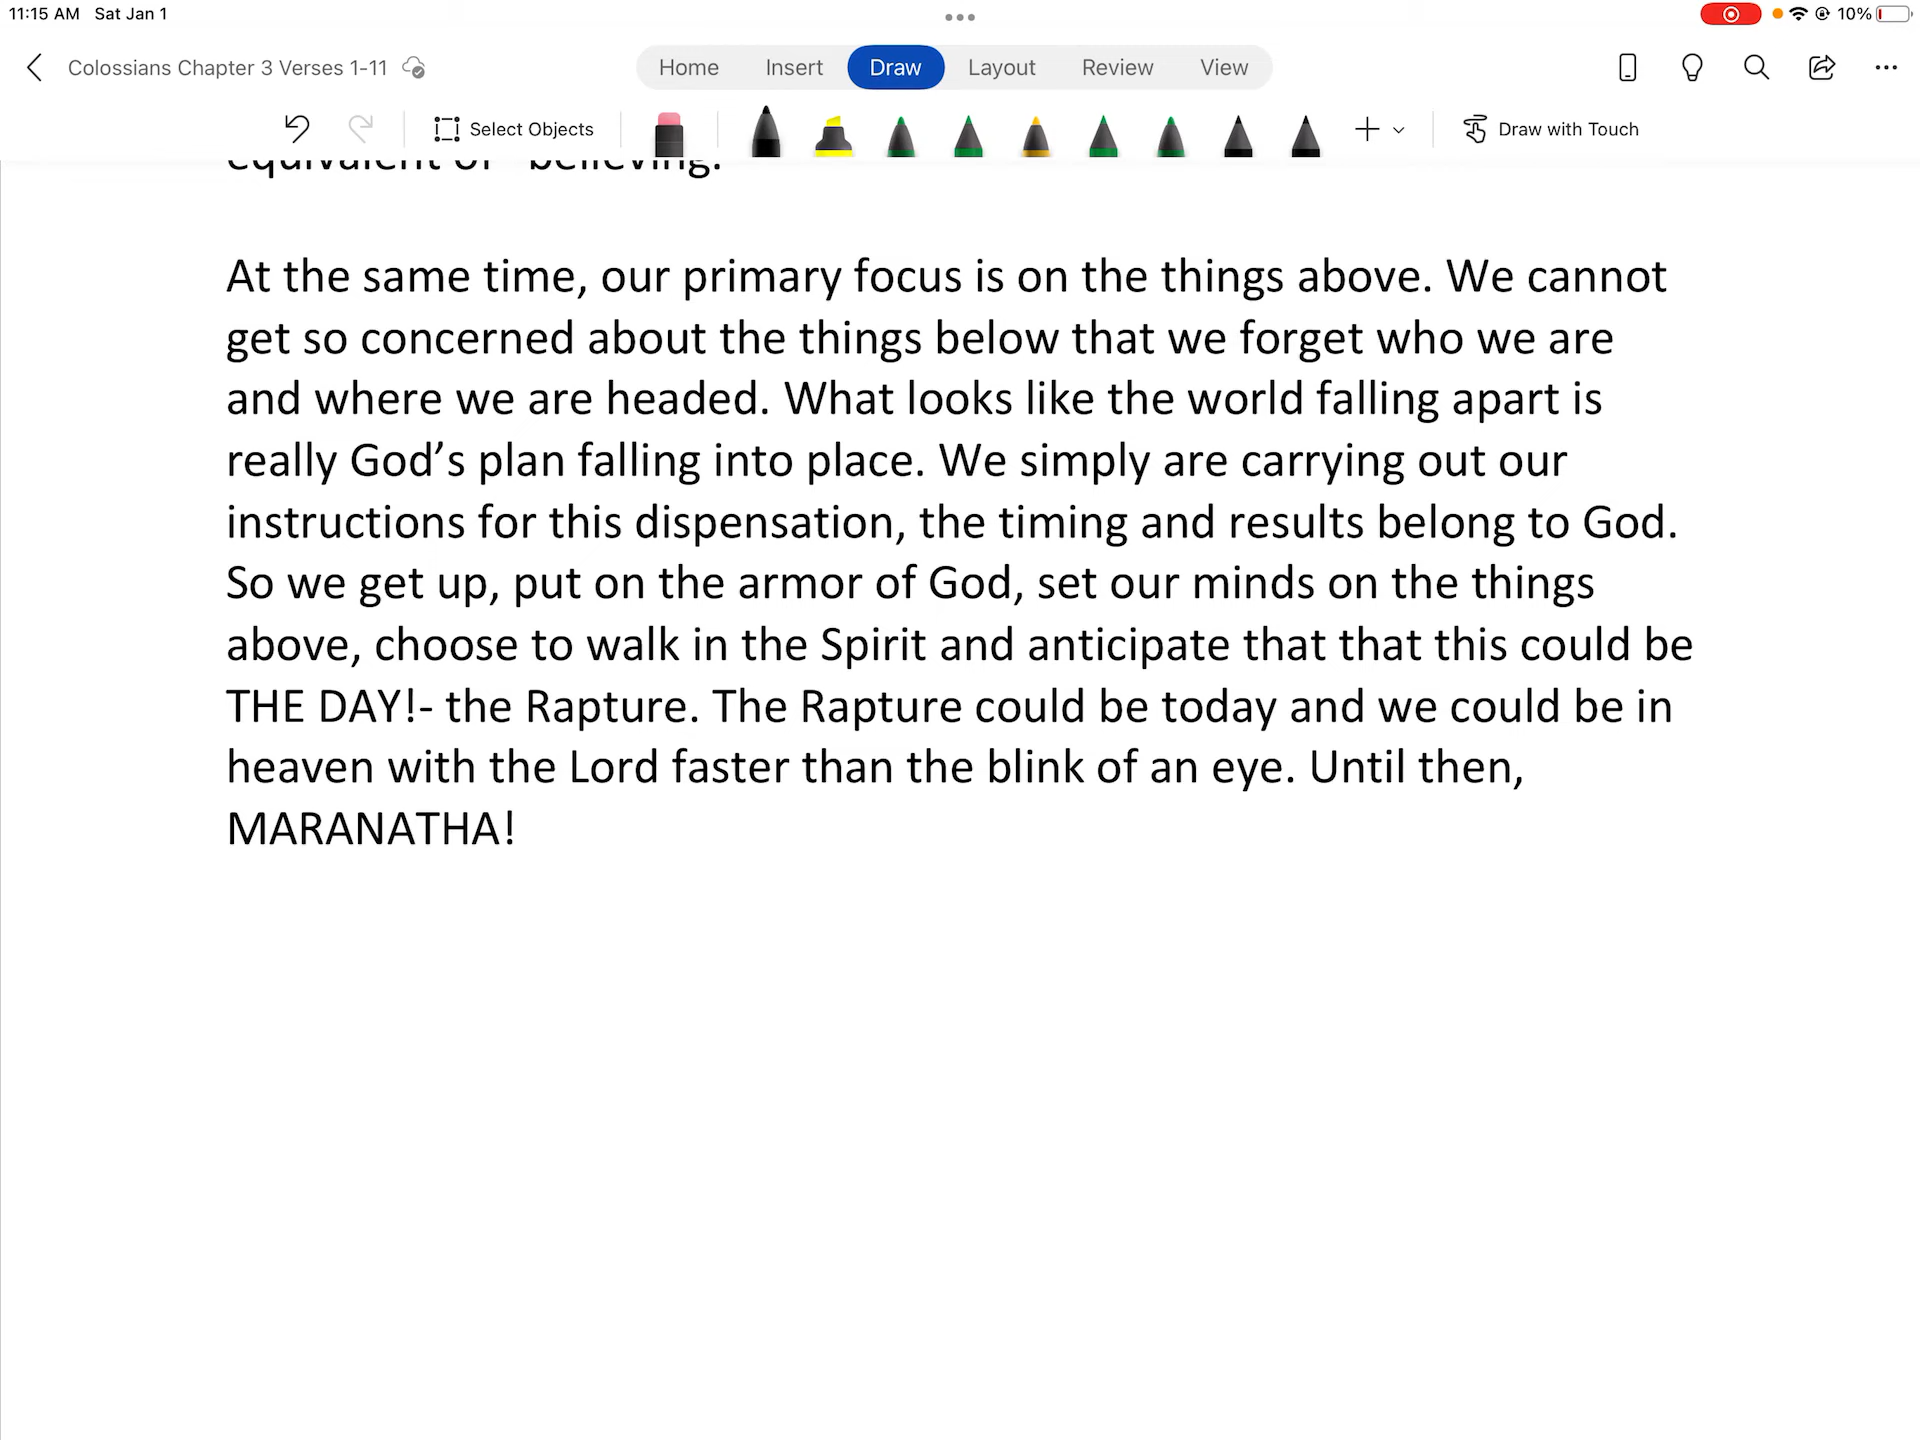 11:15 AM Sat Jan 1 10%
Colossians Chapter 3 Verses 1-11 Home Insert Draw Layout Review View
Select Objects Draw with Touch
equivalent of "believing.
At the same time, our primary focus is on the things above. We cannot
get so concerned about the things below that we forget who we are
and where we are headed. What looks like the world falling apart is
really God’s plan falling into place. We simply are carrying out our
instructions for this dispensation, the timing and results belong to God.
So we get up, put on the armor of God, set our minds on the things
above, choose to walk in the Spirit and anticipate that that this could be
THE DAY!- the Rapture. The Rapture could be today and we could be in
heaven with the Lord faster than the blink of an eye. Until then,
MARANATHA!